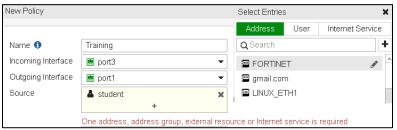 New Policy
Name
Training
Incoming Interface
port3
Outgoing Interface
port1
Source
student
+
One address, address group, external resource or Internet service is required
Select Entries
Address
User
Internet Service
Search
+
FORTINET
gmail.com
LINUX_ETH1